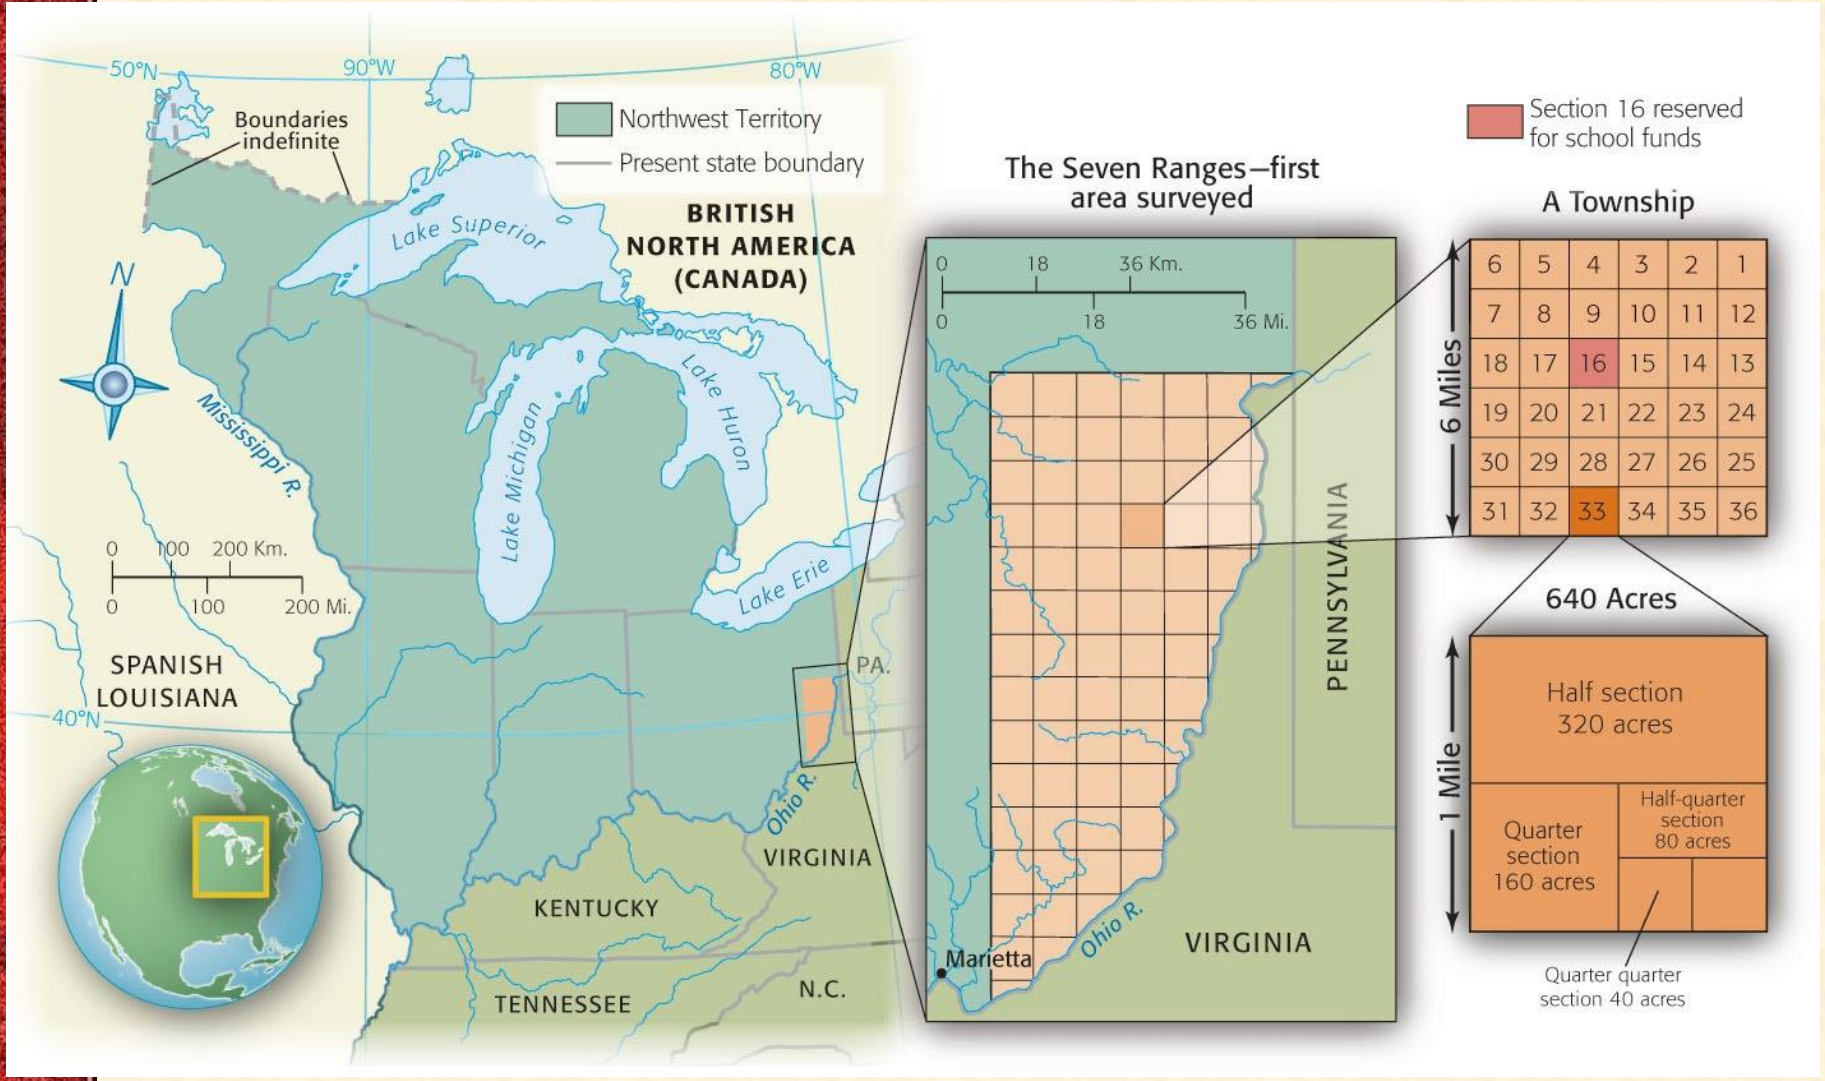 50°N
90°W
80°W
Boundaries
indefinite
Northwest Territory
Present state boundary
BRITISH
NORTH AMERICA
(CANADA)
Lake Superior
N
Mississippi R.
Lake Michigan
Lake Huron
Lake Erie
0 100 200 Km.
0 100 200 Mi.
SPANISH
LOUISIANA
40°N
PA.
Ohio R.
VIRGINIA
KENTUCKY
TENNESSEE
N.C.
The Seven Ranges—first
area surveyed
0 18 36 Km.
0 18 36 Mi.
PENNSYLVANIA
Ohio R.
Marietta
VIRGINIA
Section 16 reserved
for school funds
A Township
6 Miles
6 5 4 3 2 1
7 8 9 10 11 12
18 17 16 15 14 13
19 20 21 22 23 24
30 29 28 27 26 25
31 32 33 34 35 36
640 Acres
1 Mile
Half section
320 acres
Quarter
section
160 acres
Half-quarter
section
80 acres
Quarter quarter
section 40 acres